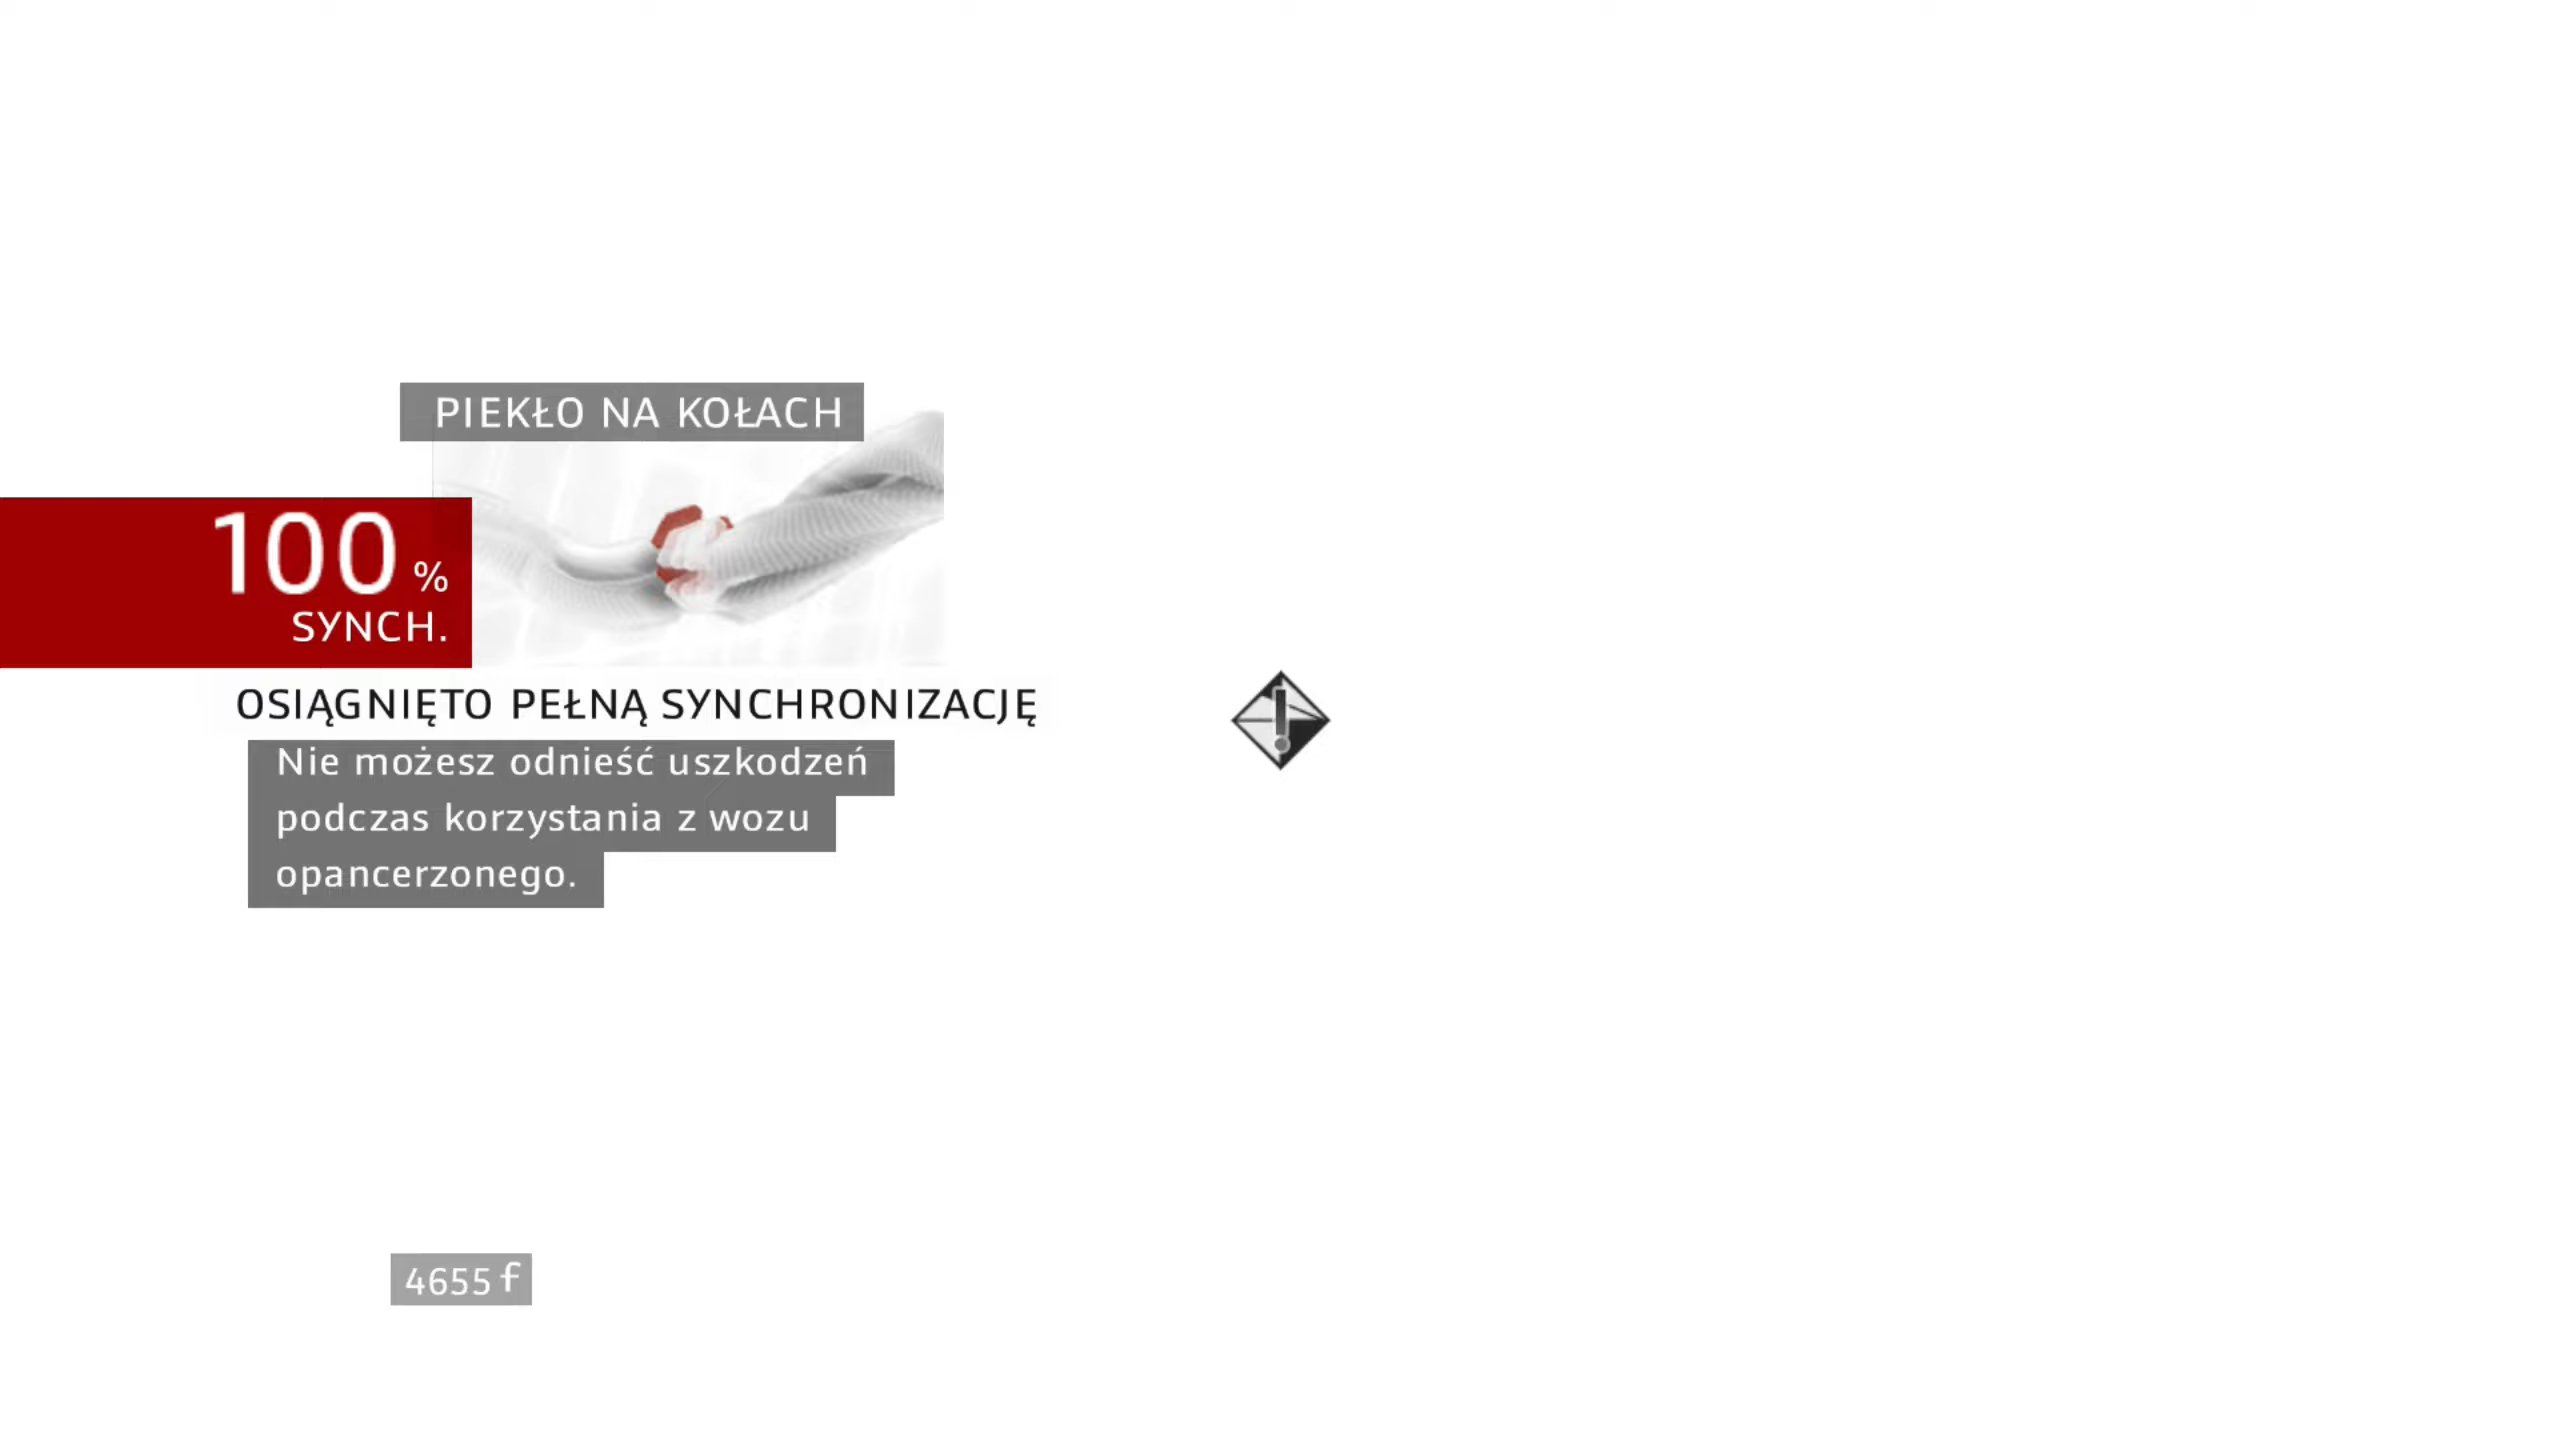 PIEKŁO NA KOŁACH
100 %
SYNCH.
OSIĄGNIĘTO PEŁNĄ SYNCHRONIZACJĘ
Nie możesz odnieść uszkodzeń
podczas korzystania z wozu
opancerzonego.
4655 f